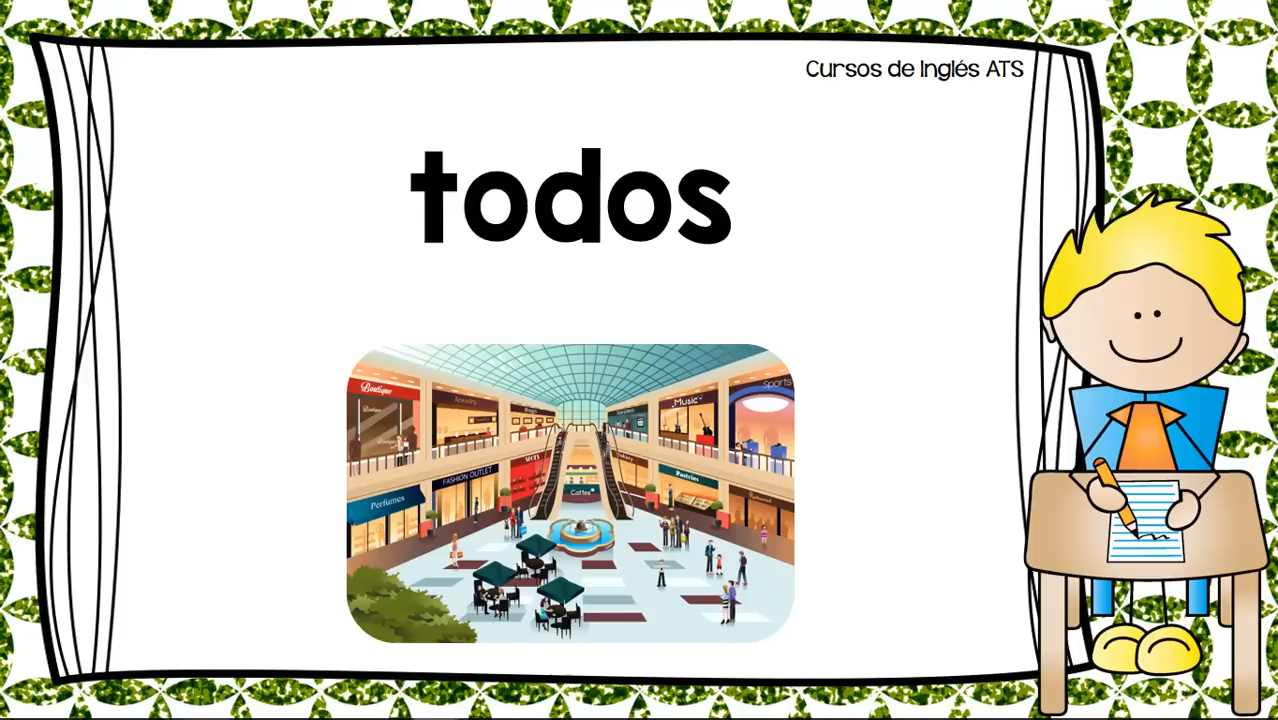 Cursos de Inglés ATS
todos
Boutique
Jewelry
Music
Sports
Perfumes
FASHION OUTLET
Coffee
Pastries